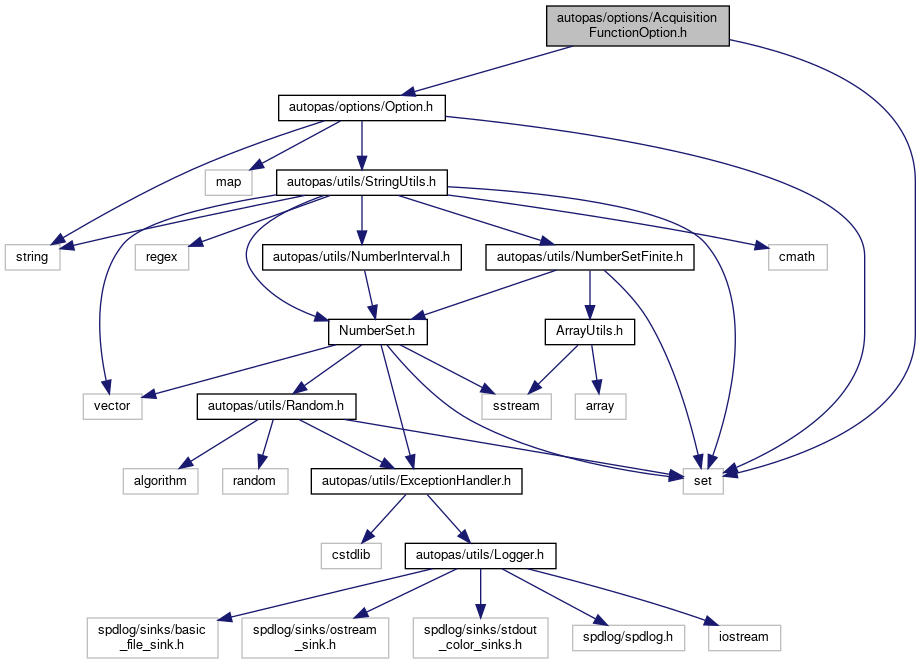 autopas/options/Acquisition
FunctionOption.h
autopas/options/Option.h
map
autopas/utils/StringUtils.h
string
regex
autopas/utils/NumberInterval.h
autopas/utils/NumberSetFinite.h
cmath
NumberSet.h
ArrayUtils.h
vector
autopas/utils/Random.h
sstream
array
algorithm
random
autopas/utils/ExceptionHandler.h
set
cstdlib
autopas/utils/Logger.h
spdlog/sinks/basic
_file_sink.h
spdlog/sinks/ostream
_sink.h
spdlog/sinks/stdout
_color_sinks.h
spdlog/spdlog.h
iostream